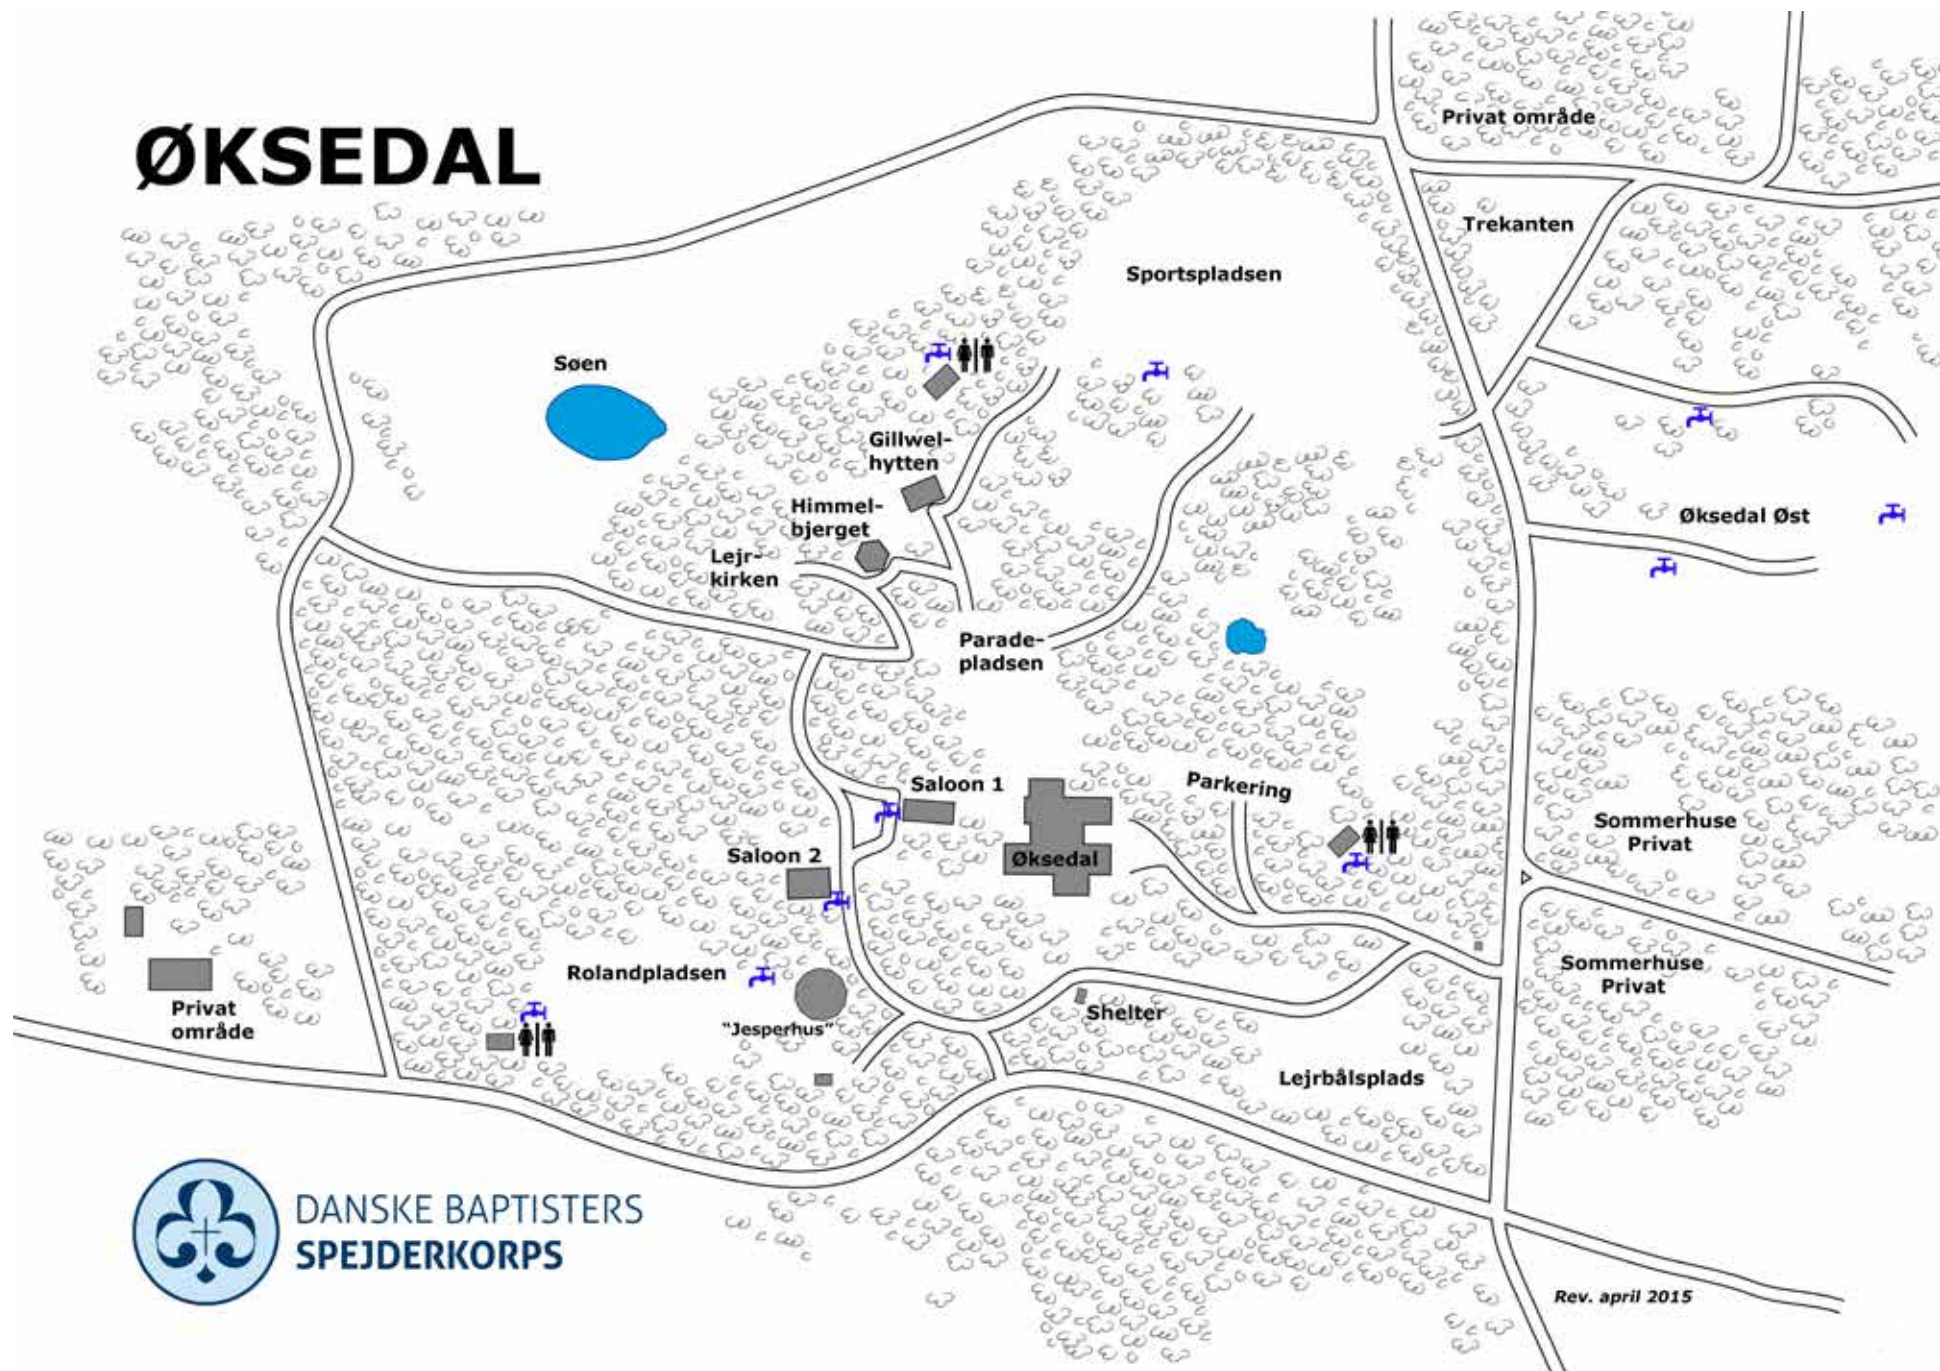 ØKSEDAL
Privat område
Trekanten
Sportspladsen
Søen
Gillwel-
hytten
Himmel-
bjerget
Lejr-
kirken
Øksedal Øst
Parade-
pladsen
Saloon 1
Parkering
Saloon 2
Øksedal
Sommerhuse
Privat
Sommerhuse
Privat
Rolandpladsen
"Jesperhus"
Shelter
Privat
område
Lejrbålsplads
DANSKE BAPTISTERS
SPEJDERKORPS
Rev. april 2015